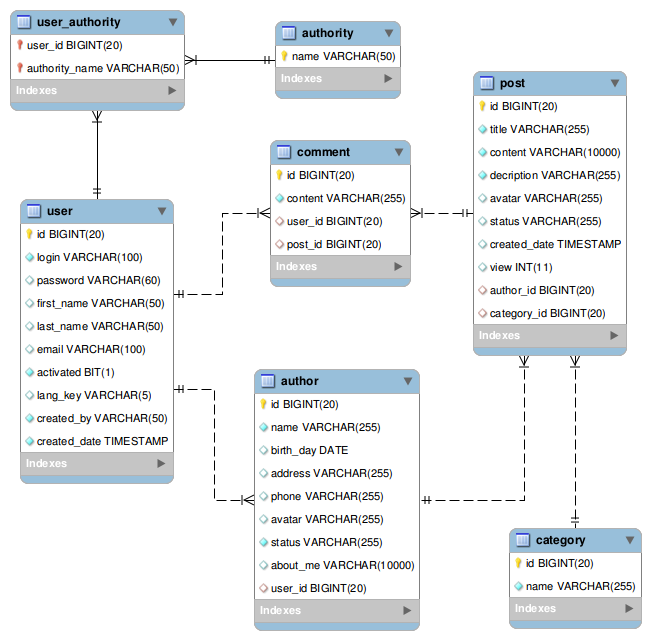 user_authority
user_id BIGINT(20)
authority_name VARCHAR(50)
Indexes
authority
name VARCHAR(50)
Indexes
post
id BIGINT(20)
title VARCHAR(255)
content VARCHAR(10000)
decription VARCHAR(255)
avatar VARCHAR(255)
status VARCHAR(255)
created_date TIMESTAMP
view INT(11)
author_id BIGINT(20)
category_id BIGINT(20)
Indexes
comment
id BIGINT(20)
content VARCHAR(255)
user_id BIGINT(20)
post_id BIGINT(20)
Indexes
user
id BIGINT(20)
login VARCHAR(100)
password VARCHAR(60)
first_name VARCHAR(50)
last_name VARCHAR(50)
email VARCHAR(100)
activated BIT(1)
lang_key VARCHAR(5)
created_by VARCHAR(50)
created_date TIMESTAMP
Indexes
author
id BIGINT(20)
name VARCHAR(255)
birth_day DATE
address VARCHAR(255)
phone VARCHAR(255)
avatar VARCHAR(255)
status VARCHAR(255)
about_me VARCHAR(10000)
user_id BIGINT(20)
Indexes
category
id BIGINT(20)
name VARCHAR(255)
Indexes